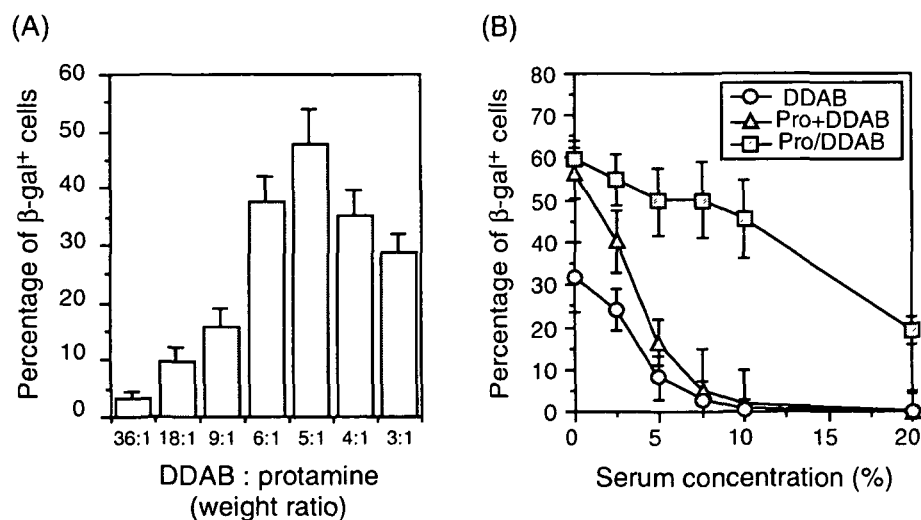 (A)
Percentage of β-gal⁺ cells
60
50
40
30
20
10
0
36:1 18:1 9:1 6:1 5:1 4:1 3:1
DDAB : protamine
(weight ratio)
(B)
Percentage of β-gal⁺ cells
80
70
60
50
40
30
20
10
0
DDAB
Pro+DDAB
Pro/DDAB
0 5 10 15 20
Serum concentration (%)